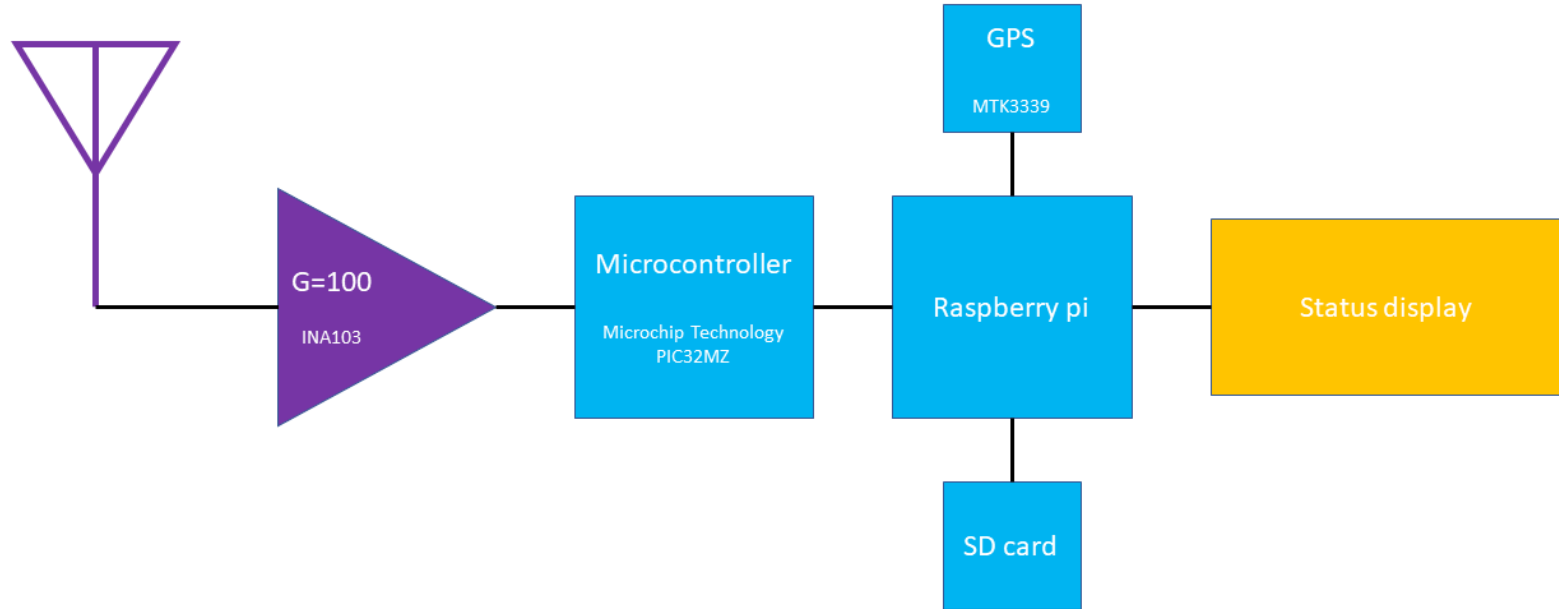 GPS
MTK3339
G=100
INA103
Microcontroller
Microchip Technology
PIC32MZ
Raspberry pi
Status display
SD card